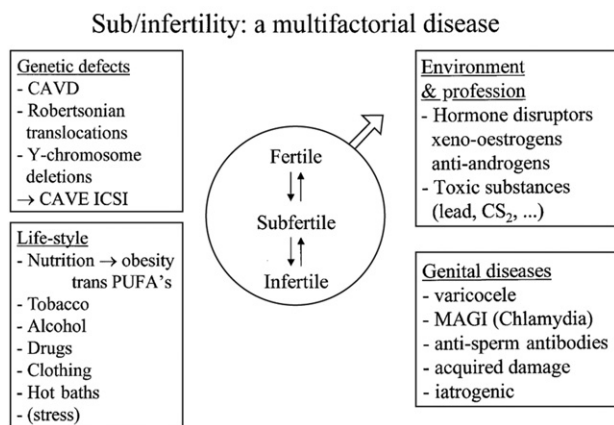 Sub/infertility: a multifactorial disease
Genetic defects
- CAVD
- Robertsonian
translocations
- Y-chromosome
deletions
→ CAVE ICSI
Life-style
- Nutrition → obesity
trans PUFA's
- Tobacco
- Alcohol
- Drugs
- Clothing
- Hot baths
- (stress)
Fertile
Subfertile
Infertile
Environment
& profession
- Hormone disruptors
xeno-oestrogens
anti-androgens
- Toxic substances
(lead, CS₂, ...)
Genital diseases
- varicocele
- MAGI (Chlamydia)
- anti-sperm antibodies
- acquired damage
- iatrogenic